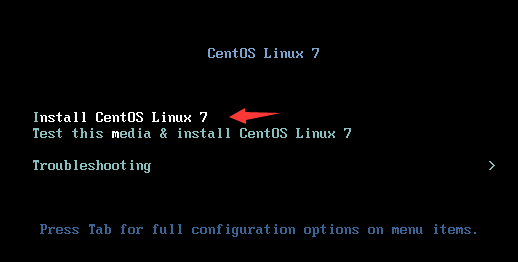 CentOS Linux 7
Install CentOS Linux 7
Test this media & install CentOS Linux 7
Troubleshooting >
Press Tab for full configuration options on menu items.